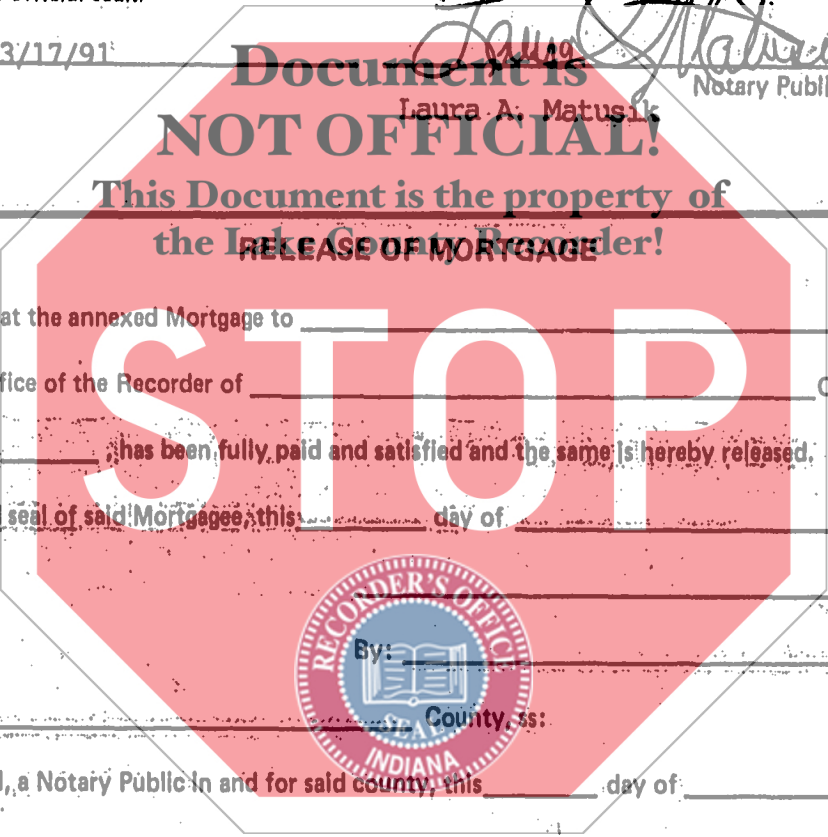 3/17/91
Document is
Notary Publi
Laura A. Matusik
NOT OFFICIAL!
This Document is the property of
the Lake County Recorder!
RELEASE OF MORTGAGE
at the annexed Mortgage to
fice of the Recorder of
, has been fully paid and satisfied and the same is hereby released.
seal of said Mortgagee, this day of
STOP
RECORDER'S OFFICE
By:
SEAL
County, ss:
INDIANA
, a Notary Public in and for said county, this day of